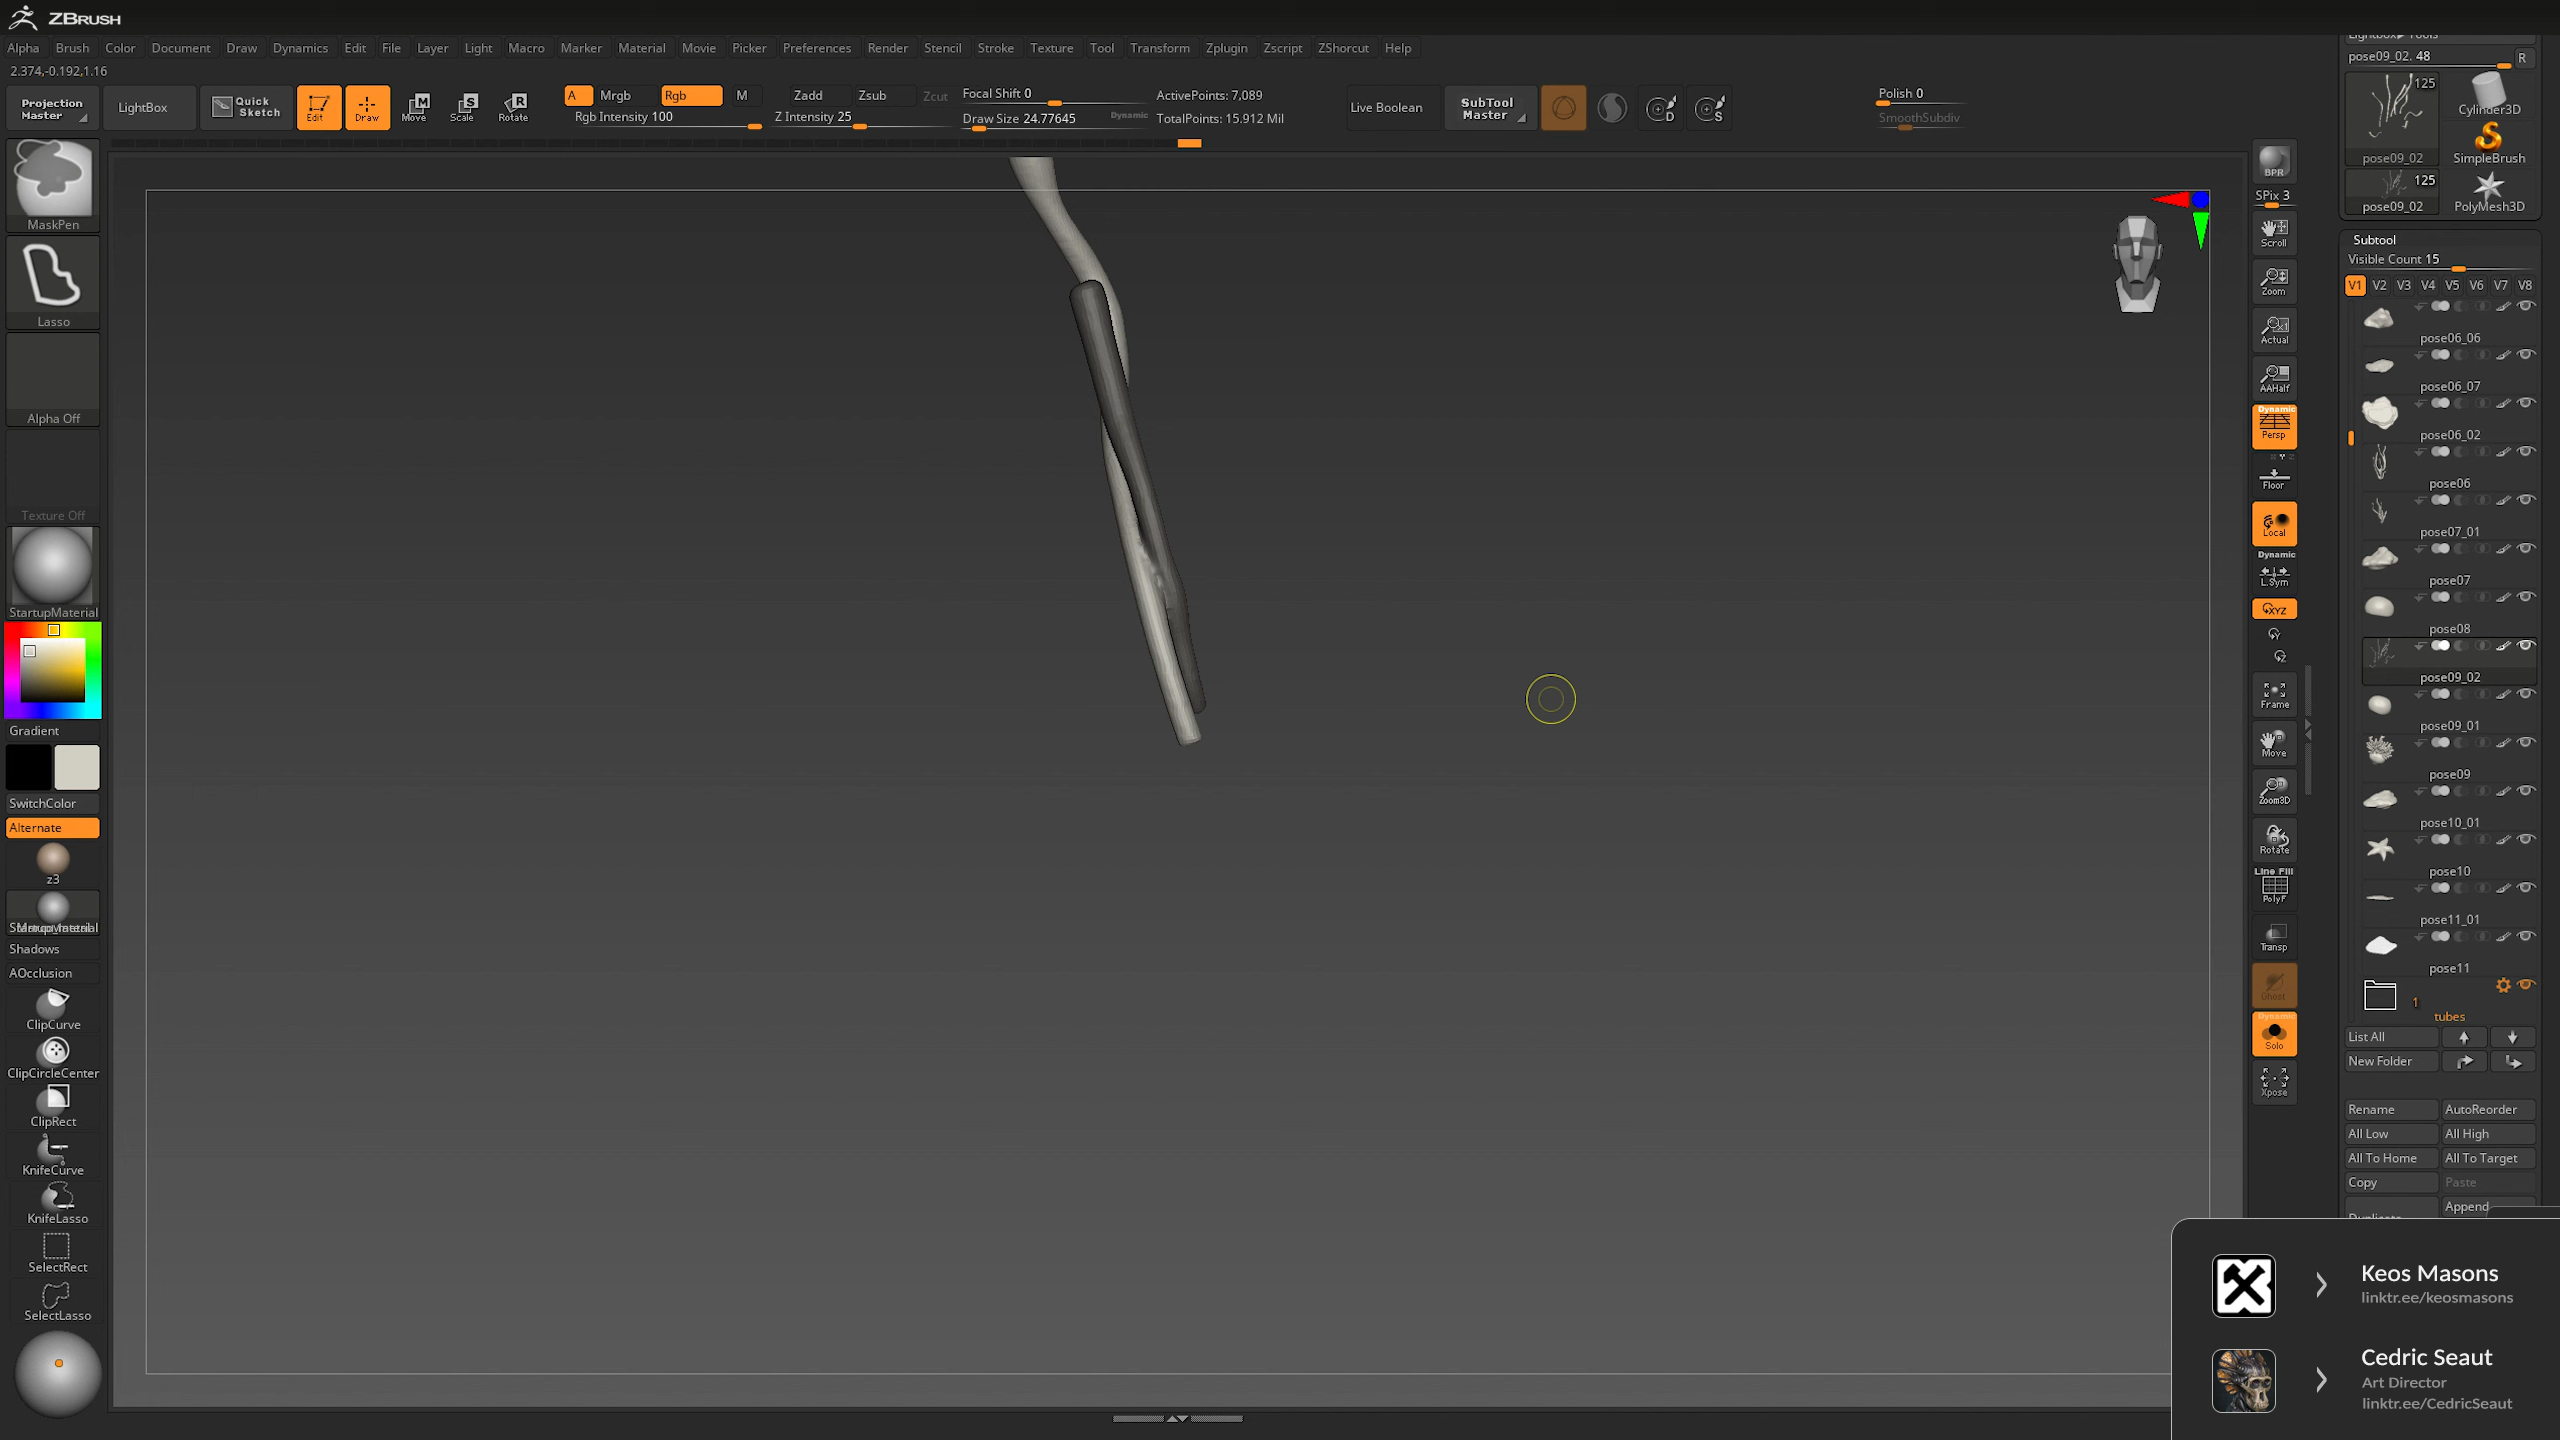 ZBRUSH
Alpha Brush Color Document Draw Dynamics Edit File Layer Light Macro Marker Material Movie Picker Preferences Render Stencil Stroke Texture Tool Transform Zplugin Zscript ZShorcut Help
2.374,-0.192,1.16
Projection Master
LightBox
Quick Sketch
Edit
Draw
Move
Scale
Rotate
A Mrgb Rgb M
Rgb Intensity 100
Zadd Zsub Zcut
Z Intensity 25
Focal Shift 0
Draw Size 24.77645
Dynamic
ActivePoints: 7,089
TotalPoints: 15.912 Mil
Live Boolean
SubTool Master
Polish 0
SmoothSubdiv
MaskPen
Lasso
Alpha Off
Texture Off
StartupMaterial
Gradient
SwitchColor
Alternate
z3
Shadows
AOcclusion
ClipCurve
ClipCircleCenter
ClipRect
KnifeCurve
KnifeLasso
SelectRect
SelectLasso
BPR
SPix 3
Scroll
Zoom
Actual
AAHalf
Dynamic
Persp
Floor
Local
Dynamic
L.Sym
XYZ
Y
Z
Frame
Move
Zoom3D
Rotate
Line Fill
PolyF
Transp
Ghost
Dynamic
Solo
Xpose
pose09_02. 48
R
125
pose09_02
Cylinder3D
SimpleBrush
125
pose09_02
PolyMesh3D
Subtool
Visible Count 15
V1 V2 V3 V4 V5 V6 V7 V8
pose06_06
pose06_07
pose06_02
pose06
pose07_01
pose07
pose08
pose09_02
pose09_01
pose09
pose10_01
pose10
pose11_01
pose11
1
tubes
List All
New Folder
Rename AutoReorder
All Low All High
All To Home All To Target
Copy Paste
Append
Keos Masons
linktr.ee/keosmasons
Cedric Seaut
Art Director
linktr.ee/CedricSeaut